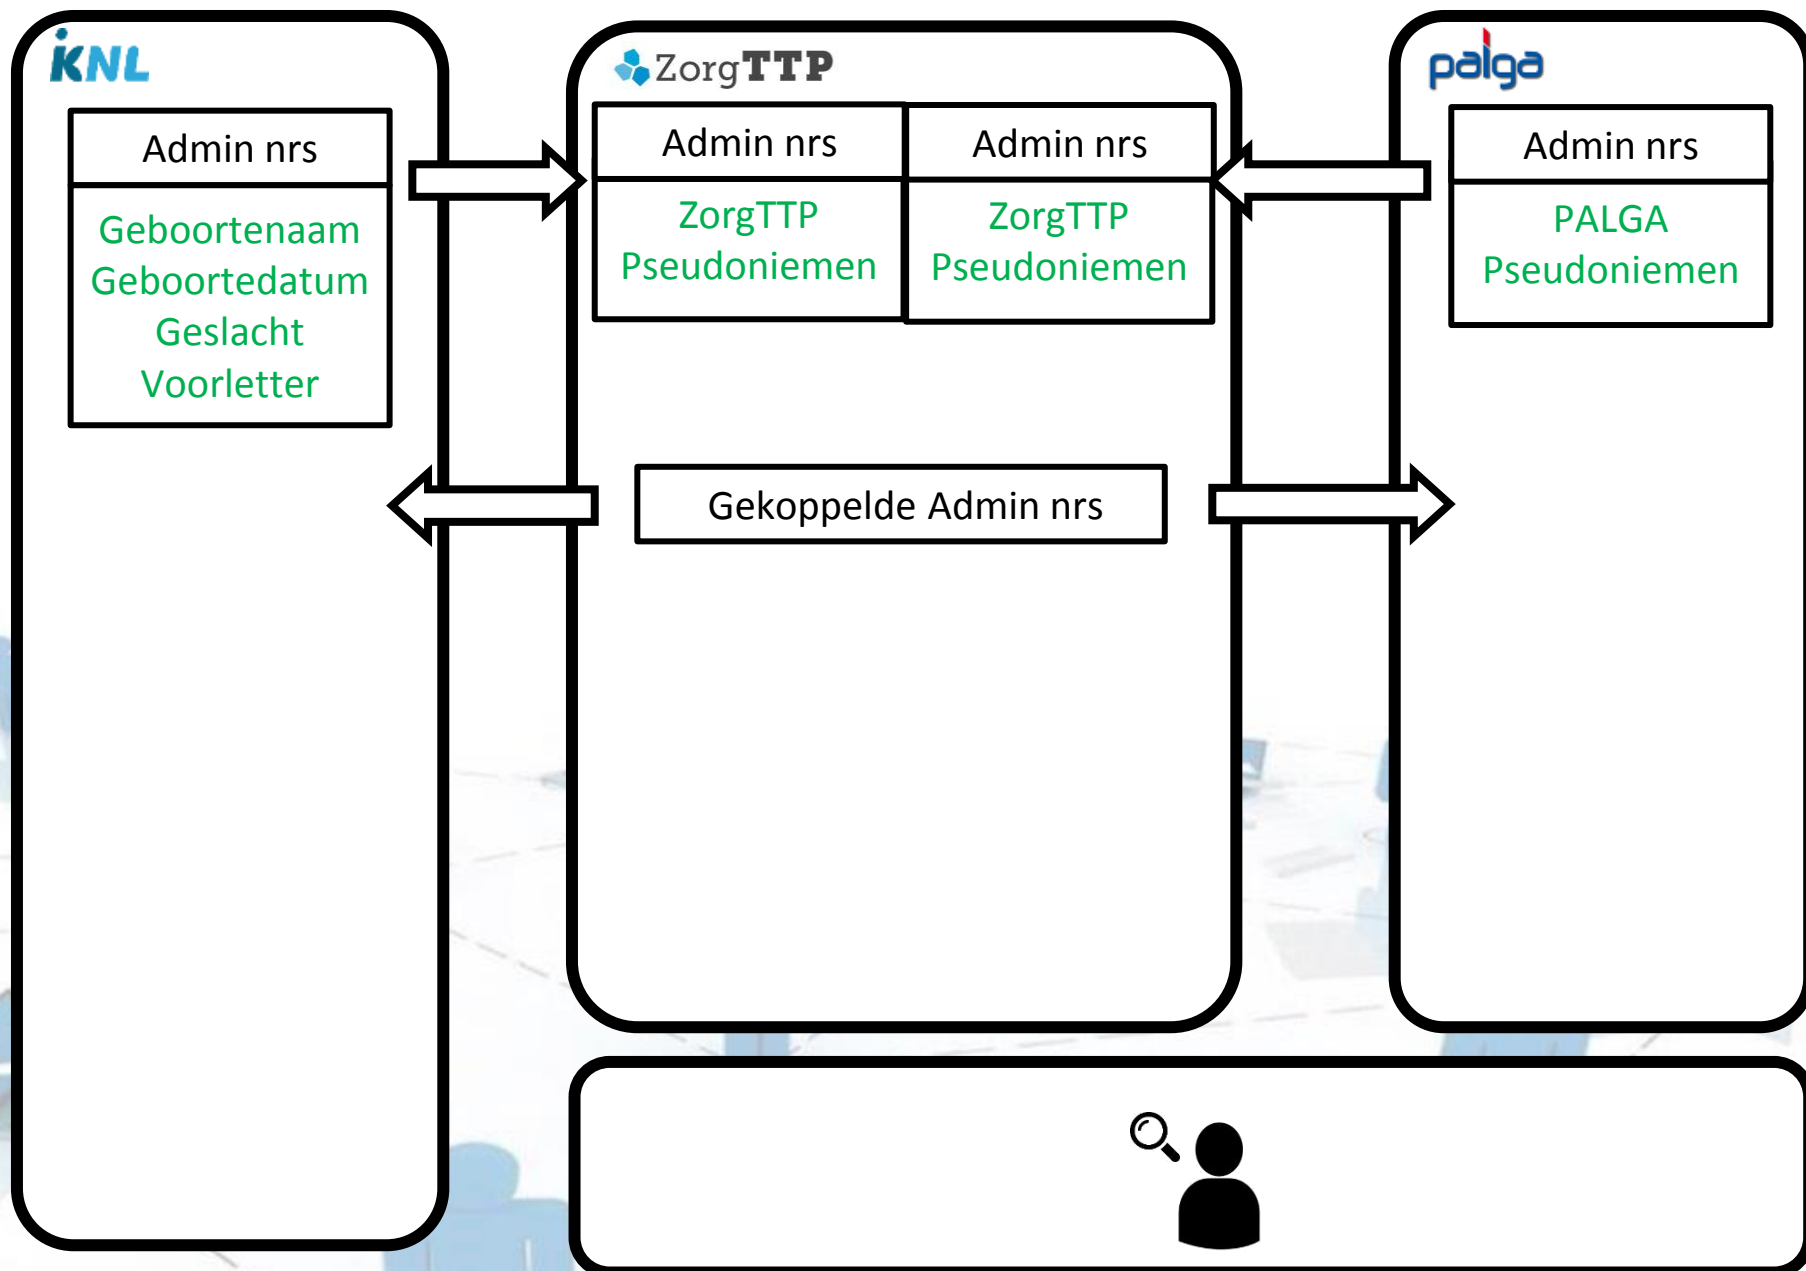 iKNL
Admin nrs
Geboortenaam
Geboortedatum
Geslacht
Voorletter
ZorgTTP
Admin nrs
ZorgTTP
Pseudoniemen
Admin nrs
ZorgTTP
Pseudoniemen
Gekoppelde Admin nrs
palga
Admin nrs
PALGA
Pseudoniemen